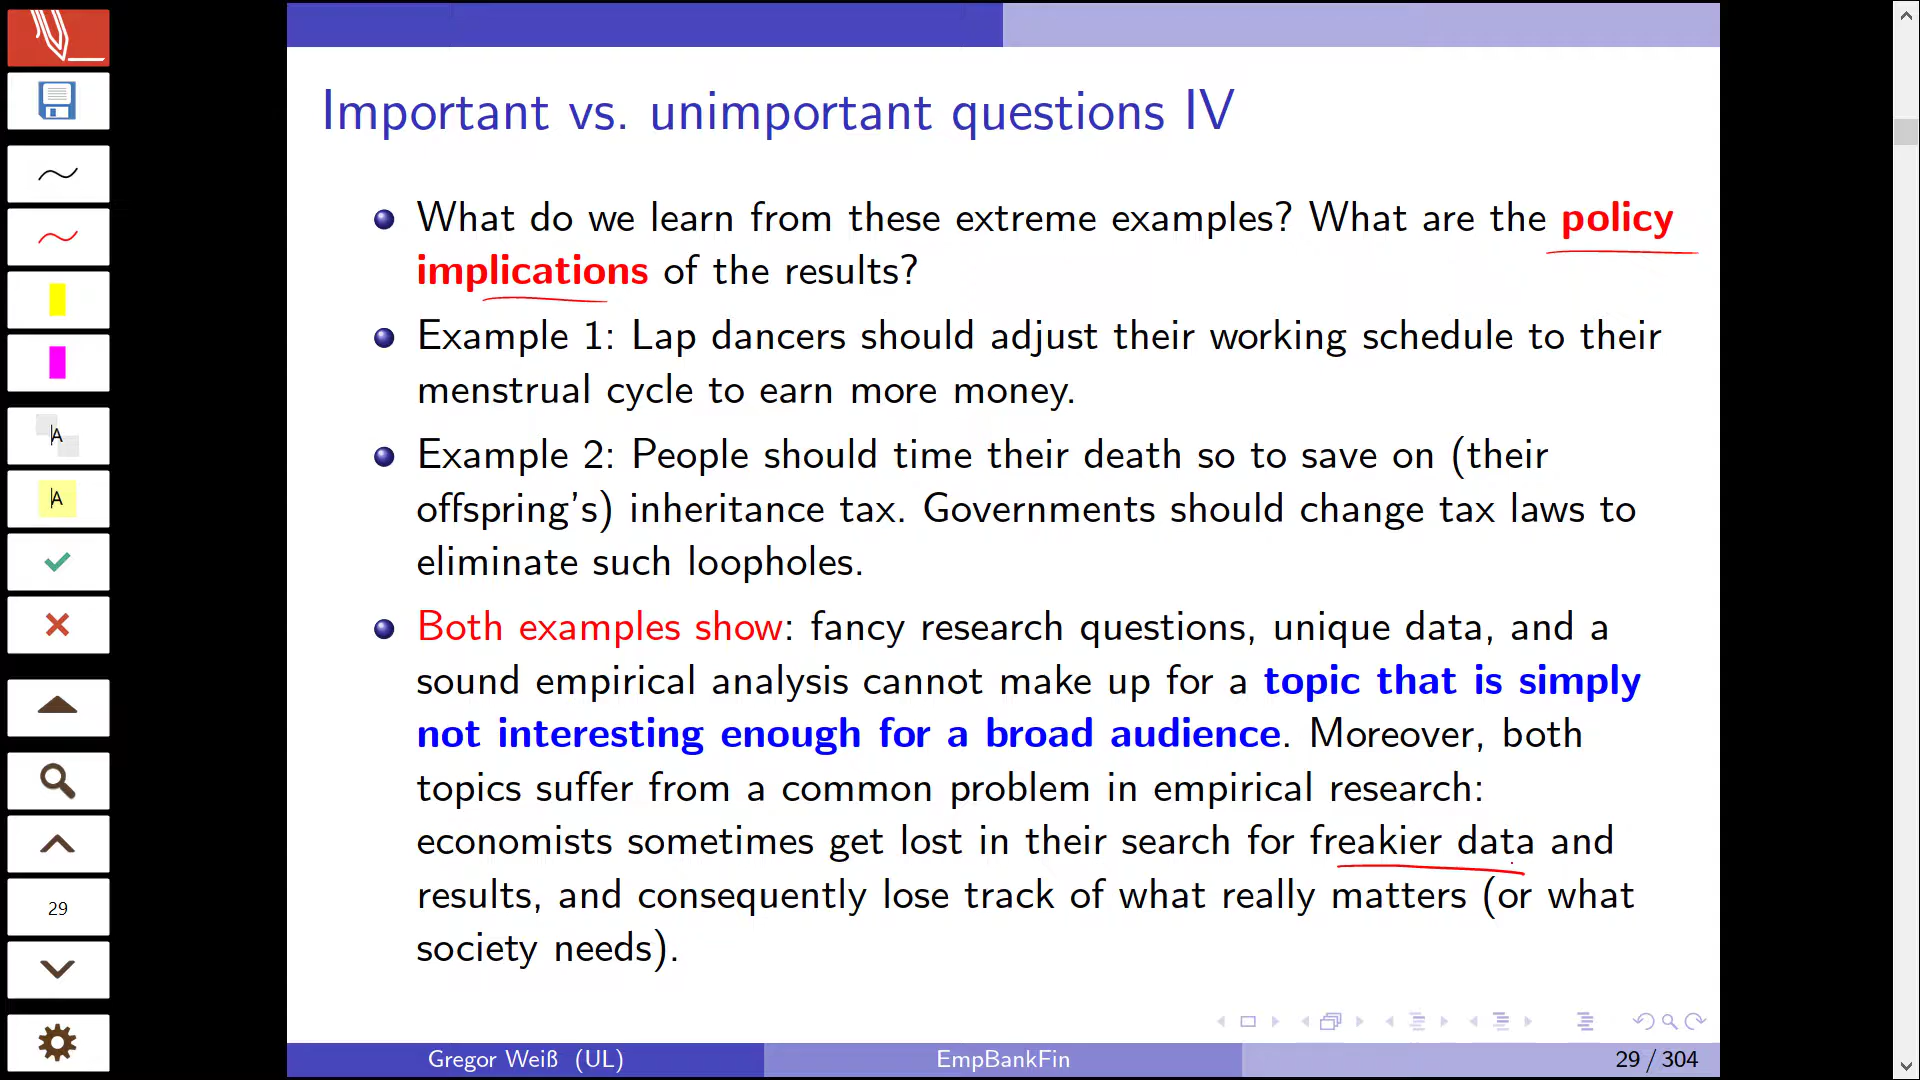 Important vs. unimportant questions IV
What do we learn from these extreme examples? What are the policy
implications of the results?
Example 1: Lap dancers should adjust their working schedule to their
menstrual cycle to earn more money.
Example 2: People should time their death so to save on (their
offspring's) inheritance tax. Governments should change tax laws to
eliminate such loopholes.
Both examples show: fancy research questions, unique data, and a
sound empirical analysis cannot make up for a topic that is simply
not interesting enough for a broad audience. Moreover, both
topics suffer from a common problem in empirical research:
economists sometimes get lost in their search for freakier data and
results, and consequently lose track of what really matters (or what
society needs).
A
A
29
Gregor Weiß (UL) EmpBankFin 29 / 304